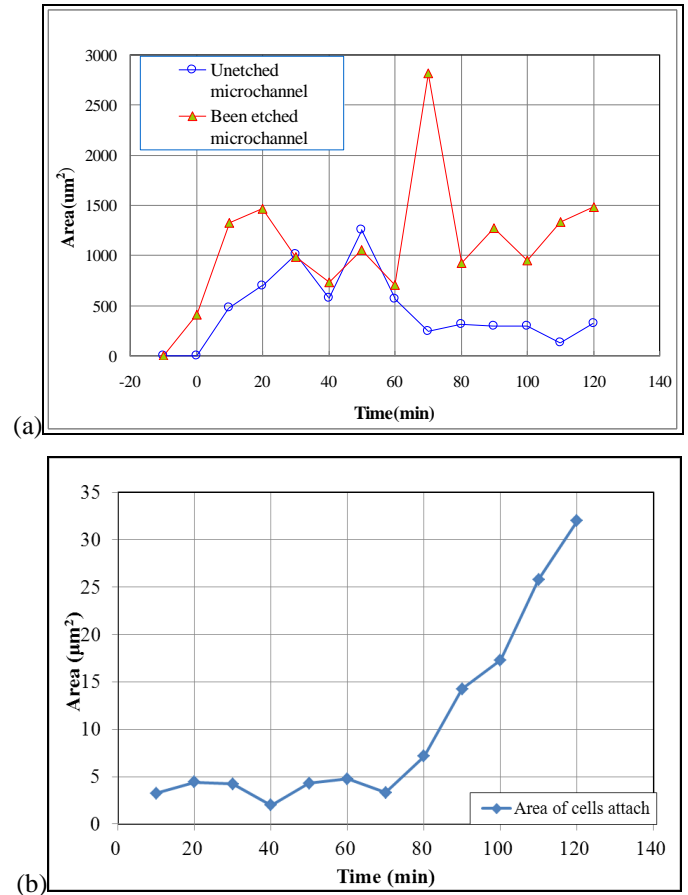 3000
2500
2000
1500
1000
500
0
Area(um²)
Unetched
microchannel
Been etched
microchannel
-20 0 20 40 60 80 100 120 140
Time(min)
(a)
35
30
25
20
15
10
5
0
Area (µm²)
Area of cells attach
0 20 40 60 80 100 120 140
Time (min)
(b)